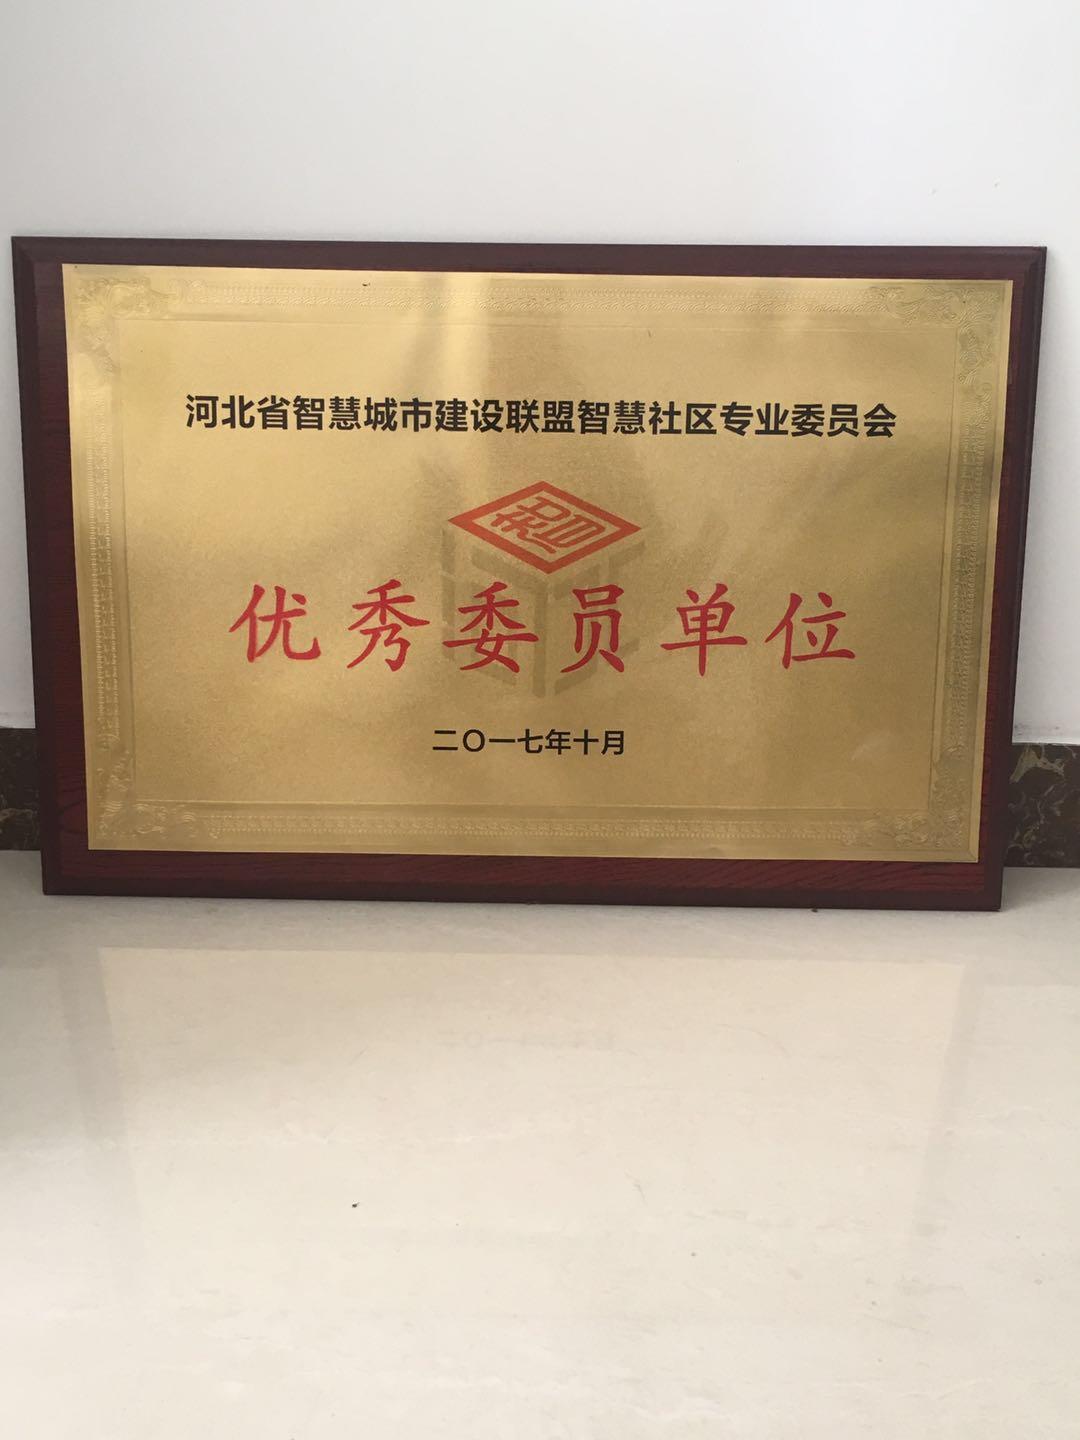 河北省智慧城市建设联盟智慧社区专业委员会
智
优秀委员单位
二〇一七年十月